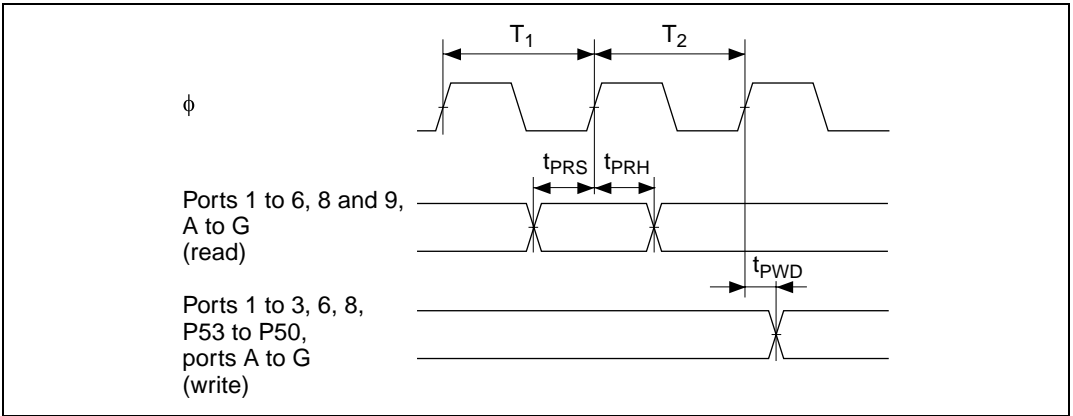 T1 T2
ϕ
tPRS tPRH
Ports 1 to 6, 8 and 9,
A to G
(read)
tPWD
Ports 1 to 3, 6, 8,
P53 to P50,
ports A to G
(write)